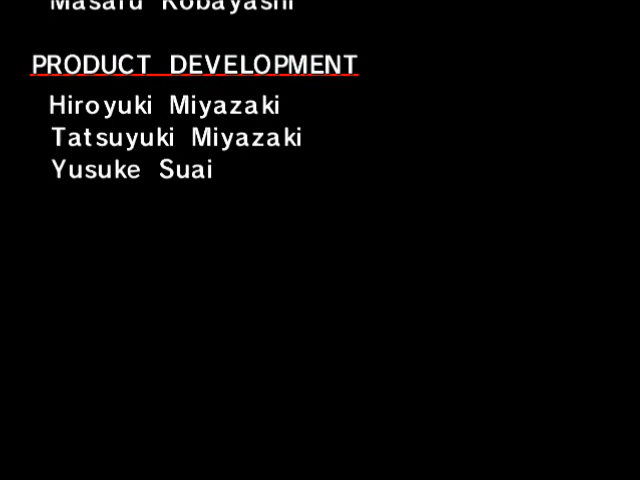 Masaru Kobayashi
PRODUCT DEVELOPMENT
Hiroyuki Miyazaki
Tatsuyuki Miyazaki
Yusuke Suai